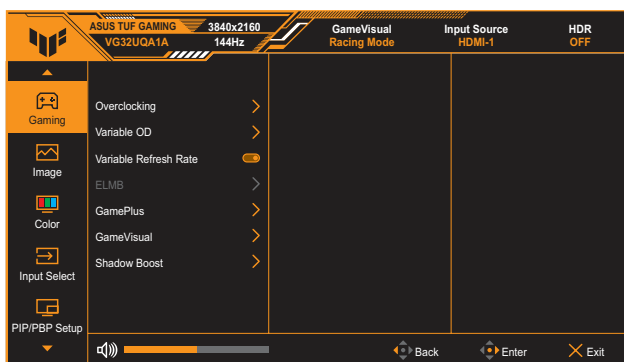 ASUS TUF GAMING 3840x2160 GameVisual Input Source HDR
VG32UQA1A 144Hz Racing Mode HDMI-1 OFF
Gaming
Image
Color
Input Select
PIP/PBP Setup
Overclocking
Variable OD
Variable Refresh Rate
ELMB
GamePlus
GameVisual
Shadow Boost
Back Enter Exit